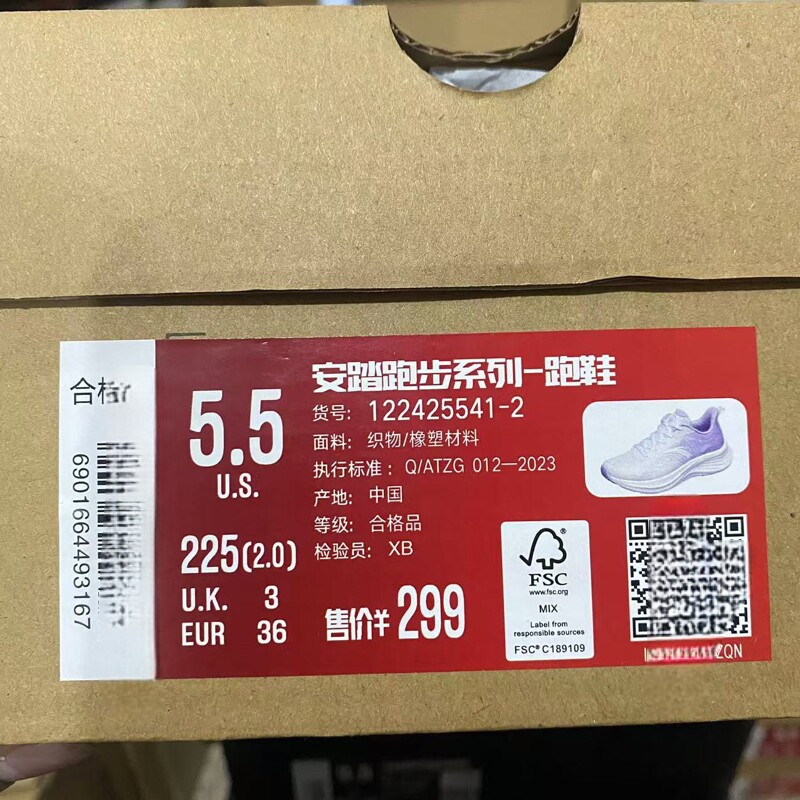 合格
6901664493167
5.5
U.S.
225(2.0)
U.K. 3
EUR 36
安踏跑步系列-跑鞋
货号: 122425541-2
面料: 织物/橡塑材料
执行标准: Q/ATZG 012—2023
产地: 中国
等级: 合格品
检验员: XB
售价¥ 299
FSC
www.fsc.org
MIX
Label from
responsible sources
FSC® C189109
ZQN